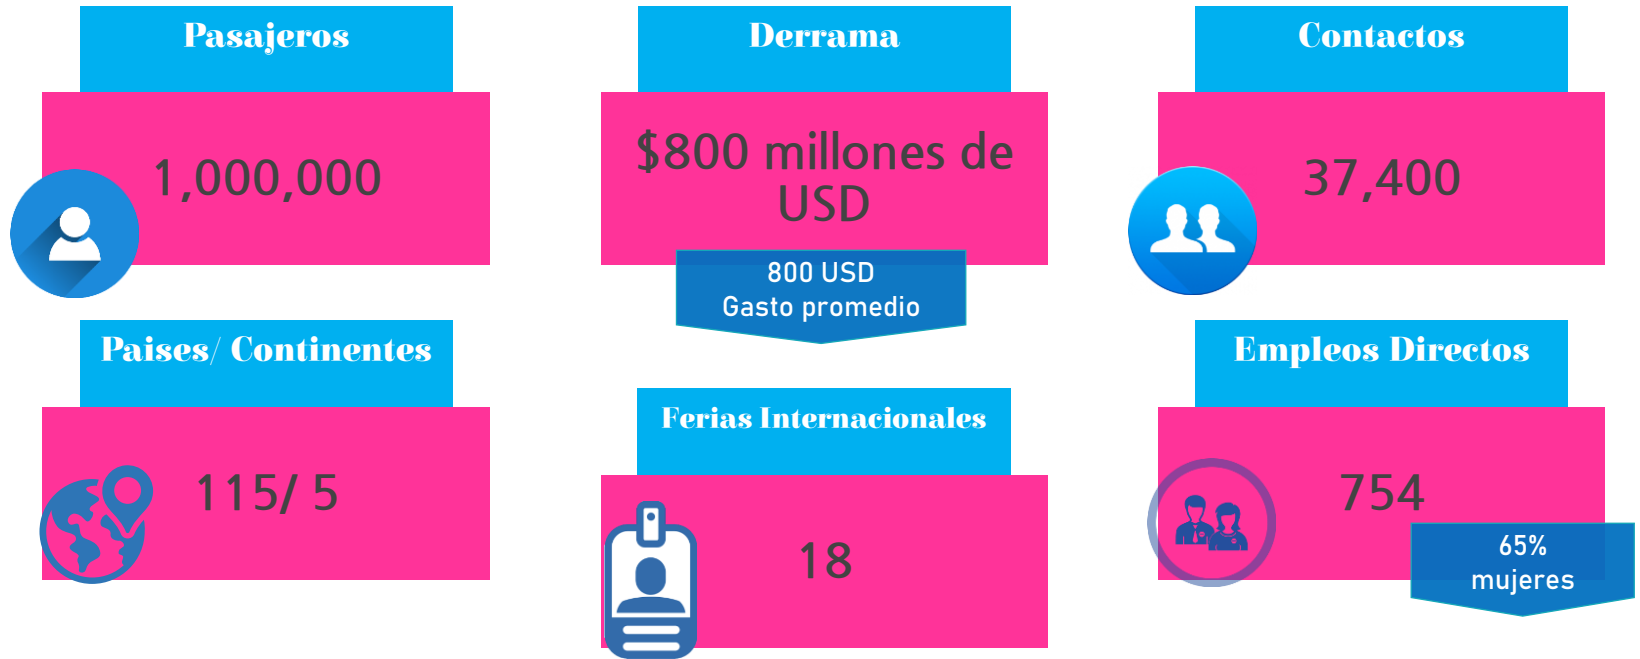 Pasajeros
1,000,000
Derrama
$800 millones de
USD
800 USD
Gasto promedio
Contactos
37,400
Paises/ Continentes
115/ 5
Ferias Internacionales
18
Empleos Directos
754
65%
mujeres